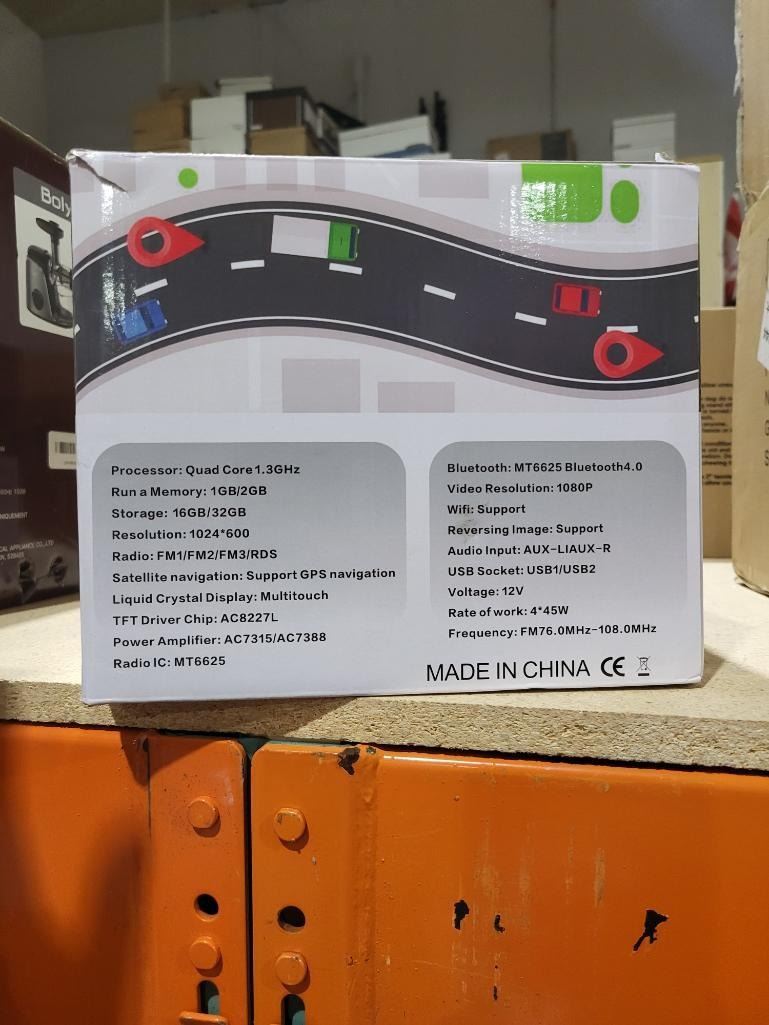 Boly
Processor: Quad Core1.3GHz
Run a Memory: 1GB/2GB
Storage: 16GB/32GB
Resolution: 1024*600
Radio: FM1/FM2/FM3/RDS
Satellite navigation: Support GPS navigation
Liquid Crystal Display: Multitouch
TFT Driver Chip: AC8227L
Power Amplifier: AC7315/AC7388
Radio IC: MT6625
Bluetooth: MT6625 Bluetooth4.0
Video Resolution: 1080P
Wifi: Support
Reversing Image: Support
Audio Input: AUX-LIAUX-R
USB Socket: USB1/USB2
Voltage: 12V
Rate of work: 4*45W
Frequency: FM76.0MHz-108.0MHz
MADE IN CHINA CE